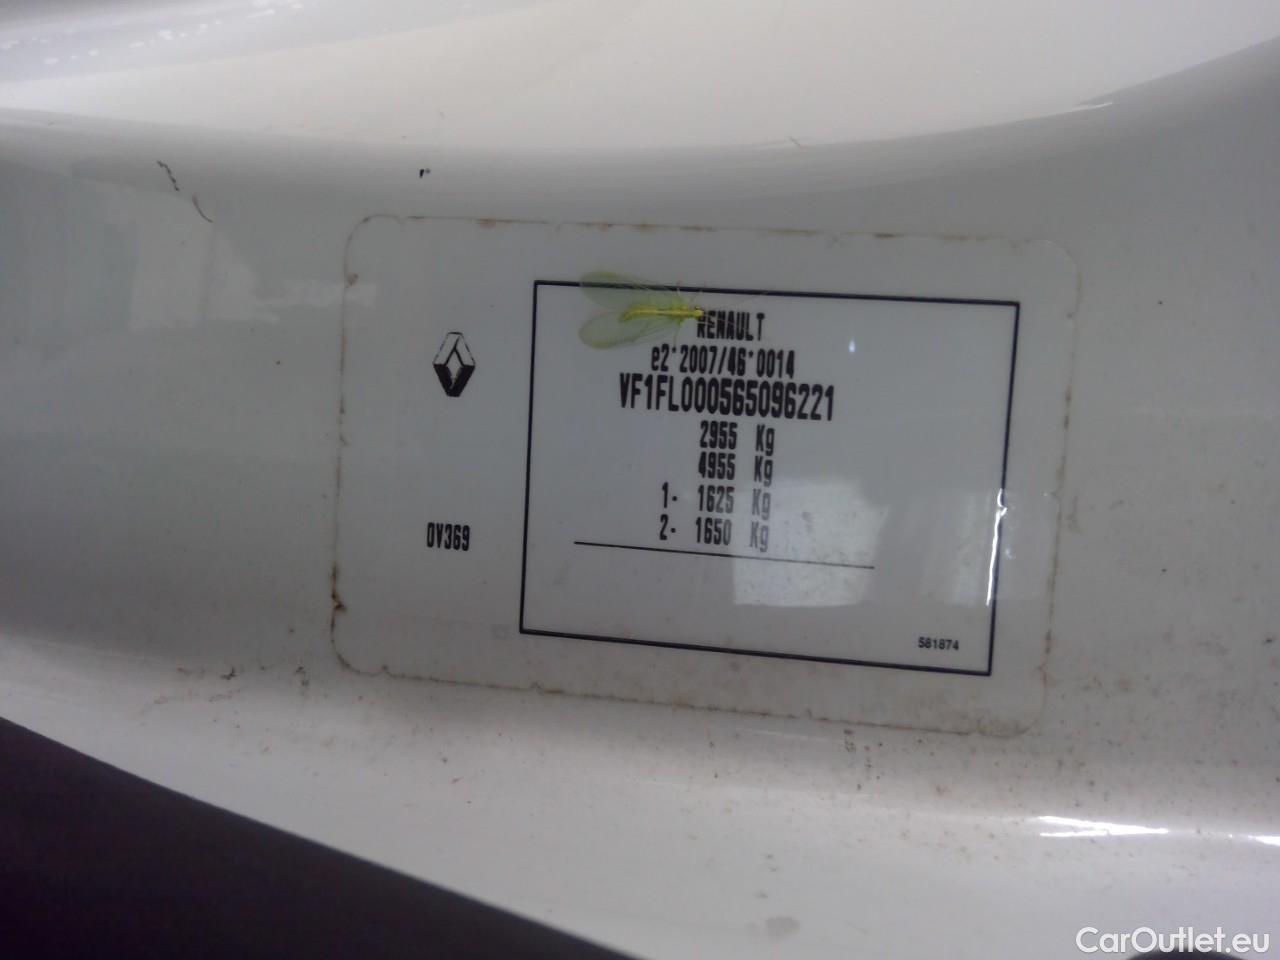 RENAULT
e2*2007/46*0014
VF1FL000565096221
2955 Kg
4955 Kg
1- 1625 Kg
2- 1650 Kg
0V369
581874
CarOutlet.eu